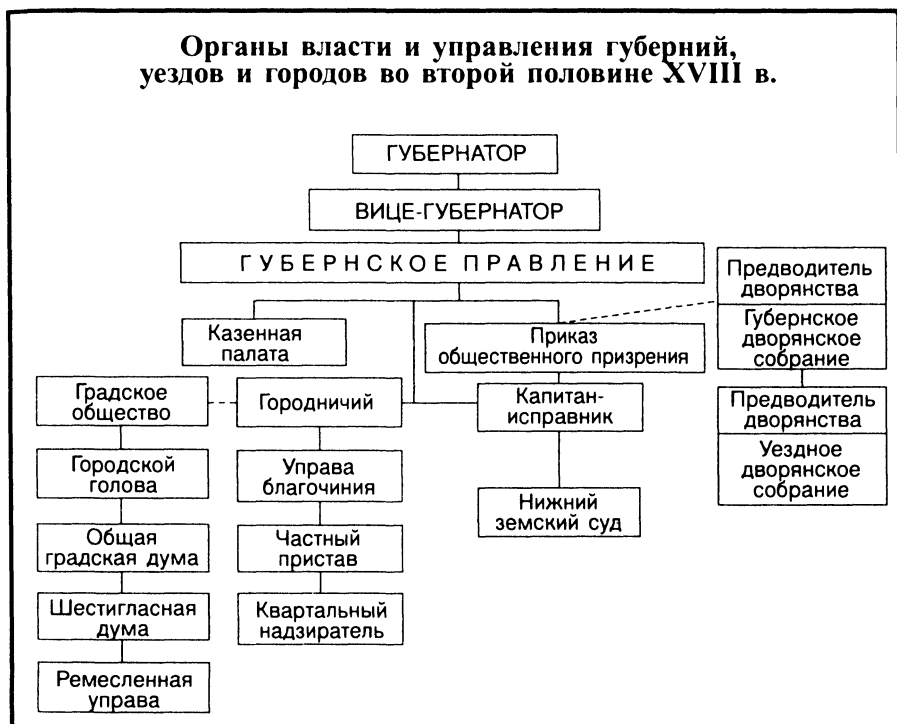 Органы власти и управления губерний,
уездов и городов во второй половине XVIII в.
ГУБЕРНАТОР
ВИЦЕ-ГУБЕРНАТОР
ГУБЕРНСКОЕ ПРАВЛЕНИЕ
Предводитель
дворянства
Губернское
дворянское
собрание
Казенная
палата
Приказ
общественного призрения
Градское
общество
Городничий
Капитан-
исправник
Предводитель
дворянства
Уездное
дворянское
собрание
Городской
голова
Управа
благочиния
Нижний
земский суд
Общая
градская дума
Частный
пристав
Шестигласная
дума
Квартальный
надзиратель
Ремесленная
управа